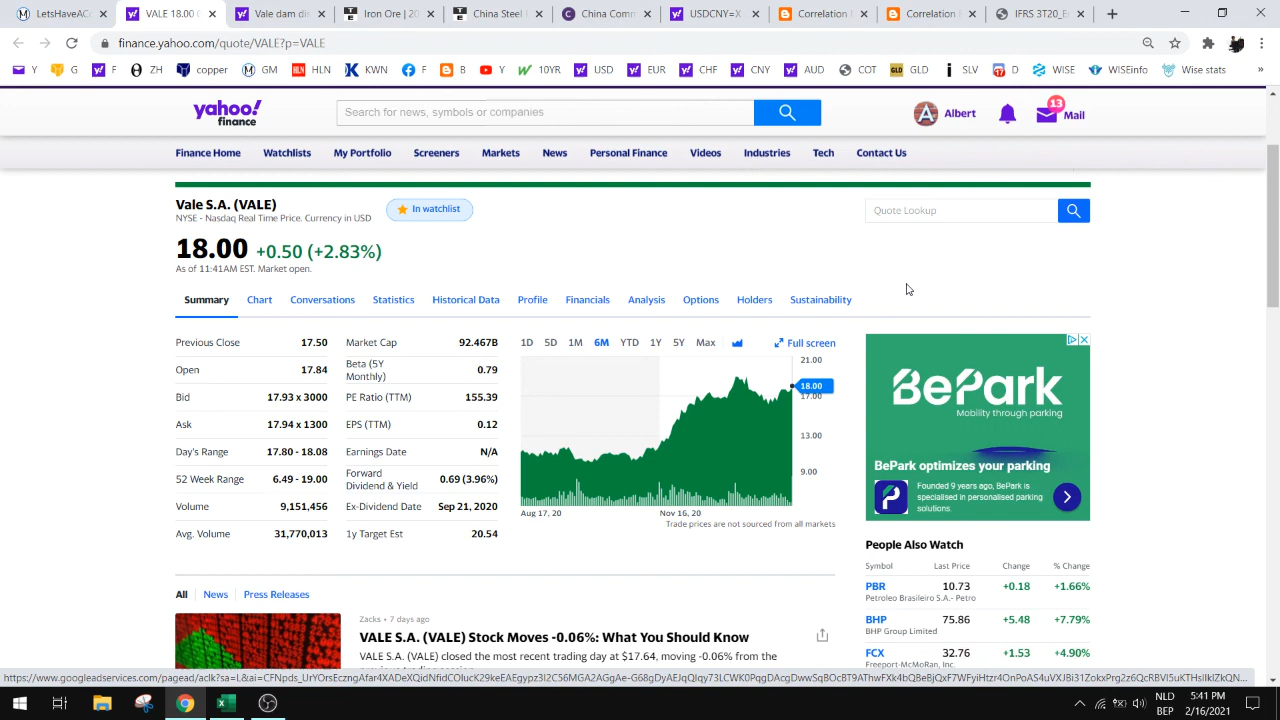 LetsHaveAC
VALE 18.00
Iron Ore | 20
China Stee
China Comm
USDCNY=X
Correlation
Correlation
IFRS 3T20_E
finance.yahoo.com/quote/VALE?p=VALE
Y G F ZH copper GM HLN KWN F B Y 10YR USD EUR CHF CNY AUD COT GLD SLV D WISE WISEinfo Wise stats »
yahoo!
finance
Search for news, symbols or companies
Albert
13
Mail
Finance Home Watchlists My Portfolio Screeners Markets News Personal Finance Videos Industries Tech Contact Us
Vale S.A. (VALE)
NYSE - Nasdaq Real Time Price. Currency in USD
In watchlist
Quote Lookup
18.00 +0.50 (+2.83%)
As of 11:41AM EST. Market open.
Summary Chart Conversations Statistics Historical Data Profile Financials Analysis Options Holders Sustainability
Previous Close 17.50
Open 17.84
Bid 17.93 x 3000
Ask 17.94 x 1300
Day's Range 17.80 - 18.08
52 Week Range 6.49 - 19.00
Volume 9,151,456
Avg. Volume 31,770,013
Market Cap 92.467B
Beta (5Y
Monthly) 0.79
PE Ratio (TTM) 155.39
EPS (TTM) 0.12
Earnings Date N/A
Forward
Dividend & Yield 0.69 (3.96%)
Ex-Dividend Date Sep 21, 2020
1y Target Est 20.54
1D 5D 1M 6M YTD 1Y 5Y Max Full screen
21.00
18.00
17.00
13.00
9.00
Aug 17, 20 Nov 16, 20
Trade prices are not sourced from all markets
BePark
Mobility through parking
BePark optimizes your parking
Founded 9 years ago, BePark is
specialised in personalised parking
solutions.
People Also Watch
Symbol Last Price Change % Change
PBR 10.73 +0.18 +1.66%
Petroleo Brasileiro S.A.- Petro
BHP 75.86 +5.48 +7.79%
BHP Group Limited
FCX 32.76 +1.53 +4.90%
Freeport-McMoRan, Inc.
All News Press Releases
Zacks • 7 days ago
VALE S.A. (VALE) Stock Moves -0.06%: What You Should Know
VALE S.A. (VALE) closed the most recent trading day at $17.64, moving -0.06% from the
NLD
BEP
5:41 PM
2/16/2021